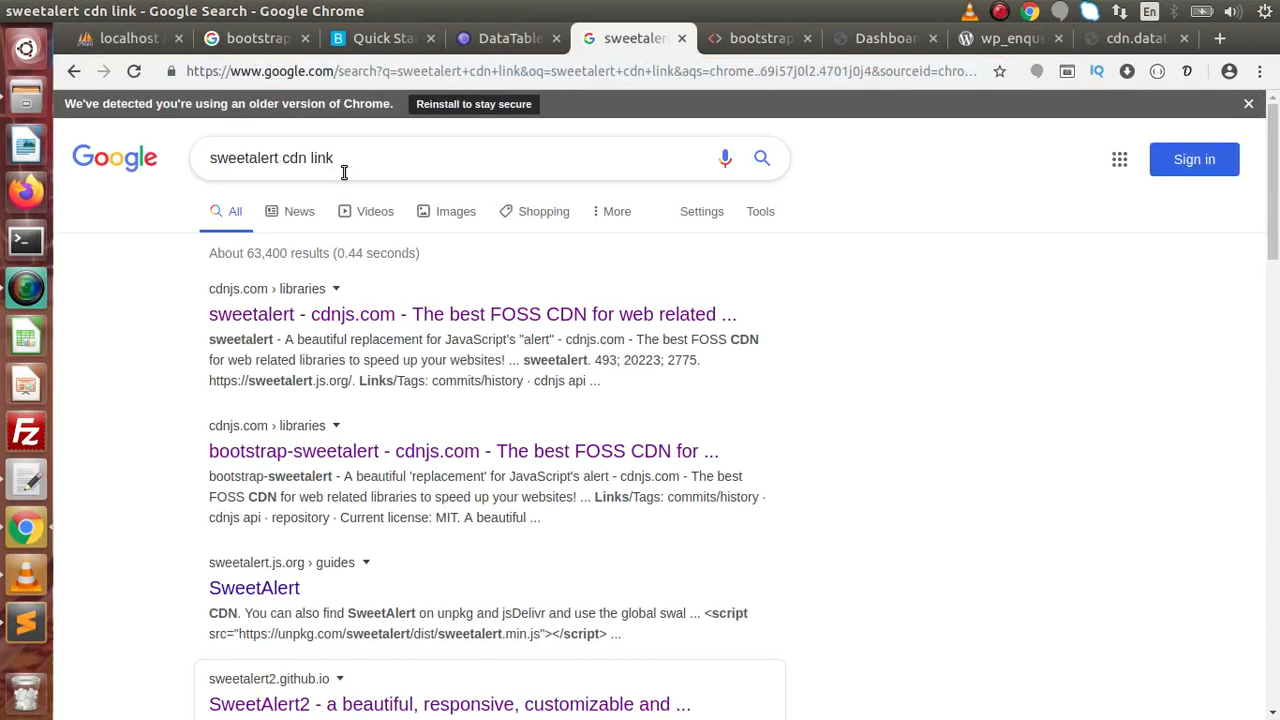 sweetalert cdn link - Google Search - Google Chrome
En
localhost /
bootstrap
Quick Sta
DataTable
sweetaler
bootstrap
Dashboar
wp_enque
cdn.datat
https://www.google.com/search?q=sweetalert+cdn+link&oq=sweetalert+cdn+link&aqs=chrome..69i57j0l2.4701j0j4&sourceid=chro...
We've detected you're using an older version of Chrome.
Reinstall to stay secure
Google
sweetalert cdn link
Sign in
All
News
Videos
Images
Shopping
More
Settings
Tools
About 63,400 results (0.44 seconds)
cdnjs.com › libraries
sweetalert - cdnjs.com - The best FOSS CDN for web related ...
sweetalert - A beautiful replacement for JavaScript's "alert" - cdnjs.com - The best FOSS CDN
for web related libraries to speed up your websites! ... sweetalert. 493; 20223; 2775.
https://sweetalert.js.org/. Links/Tags: commits/history · cdnjs api ...
cdnjs.com › libraries
bootstrap-sweetalert - cdnjs.com - The best FOSS CDN for ...
bootstrap-sweetalert - A beautiful 'replacement' for JavaScript's alert - cdnjs.com - The best
FOSS CDN for web related libraries to speed up your websites! ... Links/Tags: commits/history ·
cdnjs api · repository · Current license: MIT. A beautiful ...
sweetalert.js.org › guides
SweetAlert
CDN. You can also find SweetAlert on unpkg and jsDelivr and use the global swal ... <script
src="https://unpkg.com/sweetalert/dist/sweetalert.min.js"></script> ...
sweetalert2.github.io
SweetAlert2 - a beautiful, responsive, customizable and ...